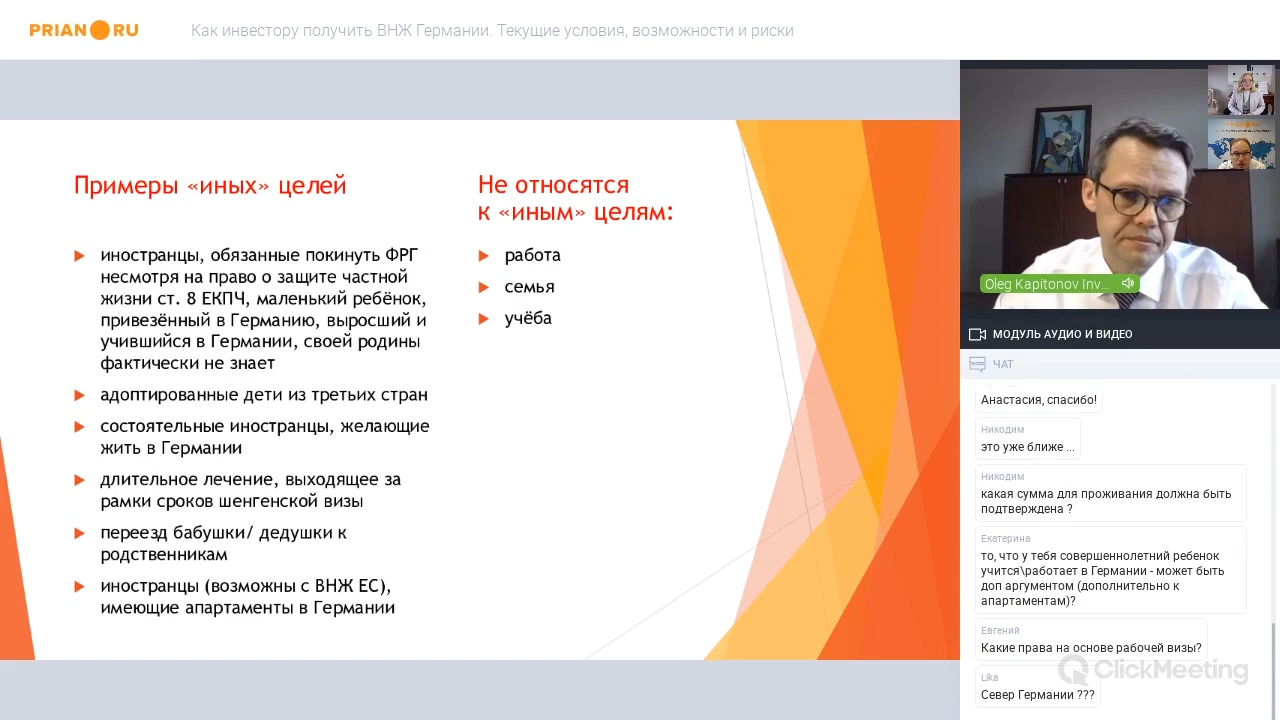 PRIAN RU
Как инвестору получить ВНЖ Германии. Текущие условия, возможности и риски
Примеры «иных» целей
иностранцы, обязанные покинуть ФРГ
несмотря на право о защите частной
жизни ст. 8 ЕКПЧ, маленький ребёнок,
привезённый в Германию, выросший и
учившийся в Германии, своей родины
фактически не знает
адоптированные дети из третьих стран
состоятельные иностранцы, желающие
жить в Германии
длительное лечение, выходящее за
рамки сроков шенгенской визы
переезд бабушки/ дедушки к
родственникам
иностранцы (возможны с ВНЖ ЕС),
имеющие апартаменты в Германии
Не относятся
к «иным» целям:
работа
семья
учёба
Oleg Kapitonov Inv...
МОДУЛЬ АУДИО И ВИДЕО
ЧАТ
Анастасия, спасибо!
Никодим
это уже ближе ...
Никодим
какая сумма для проживания должна быть
подтверждена ?
Екатерина
то, что у тебя совершеннолетний ребенок
учится\работает в Германии - может быть
доп аргументом (дополнительно к
апартаментам)?
Евгений
Какие права на основе рабочей визы?
Lika
Север Германии ???
ClickMeeting